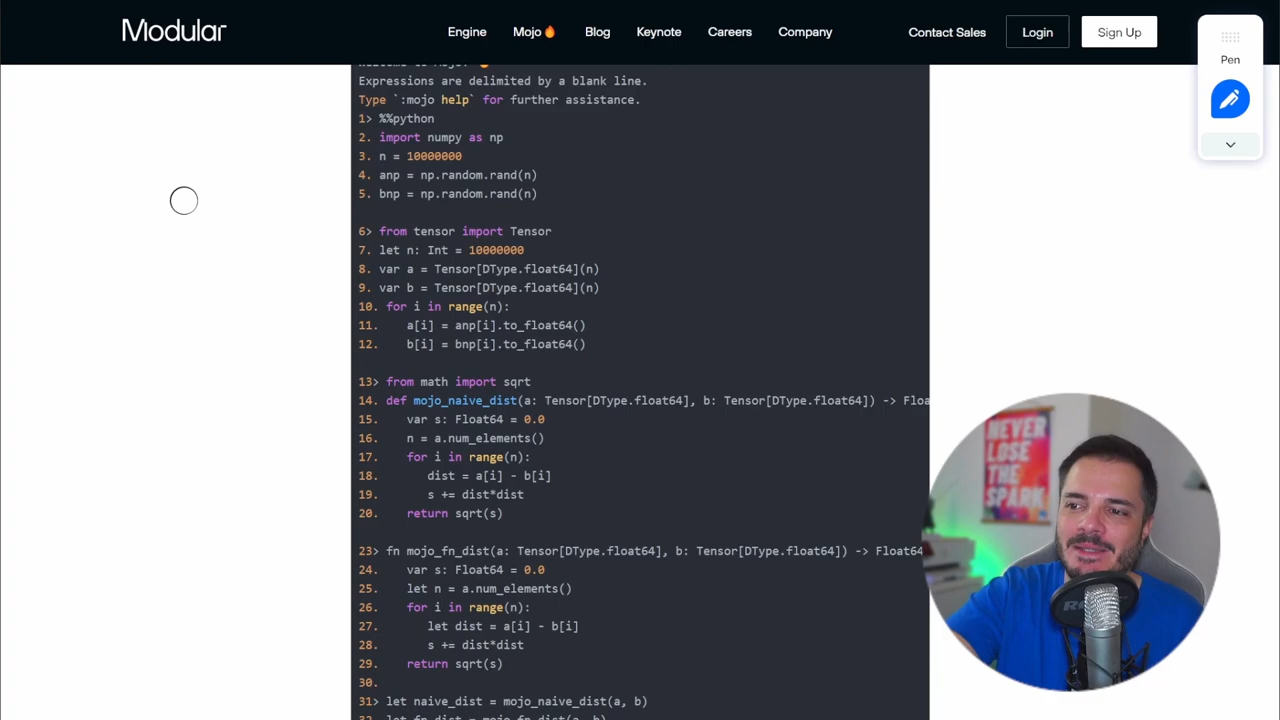 Modular
Engine
Mojo🔥
Blog
Keynote
Careers
Company
Contact Sales
Login
Sign Up
Pen
Expressions are delimited by a blank line.
Type `:mojo help` for further assistance.
1> %%python
2. import numpy as np
3. n = 10000000
4. anp = np.random.rand(n)
5. bnp = np.random.rand(n)
6> from tensor import Tensor
7. let n: Int = 10000000
8. var a = Tensor[DType.float64](n)
9. var b = Tensor[DType.float64](n)
10. for i in range(n):
11. a[i] = anp[i].to_float64()
12. b[i] = bnp[i].to_float64()
13> from math import sqrt
14. def mojo_naive_dist(a: Tensor[DType.float64], b: Tensor[DType.float64]) -> Floa
15. var s: Float64 = 0.0
16. n = a.num_elements()
17. for i in range(n):
18. dist = a[i] - b[i]
19. s += dist*dist
20. return sqrt(s)
23> fn mojo_fn_dist(a: Tensor[DType.float64], b: Tensor[DType.float64]) -> Float64
24. var s: Float64 = 0.0
25. let n = a.num_elements()
26. for i in range(n):
27. let dist = a[i] - b[i]
28. s += dist*dist
29. return sqrt(s)
30.
31> let naive_dist = mojo_naive_dist(a, b)
NEVER
LOSE
THE
SPARK